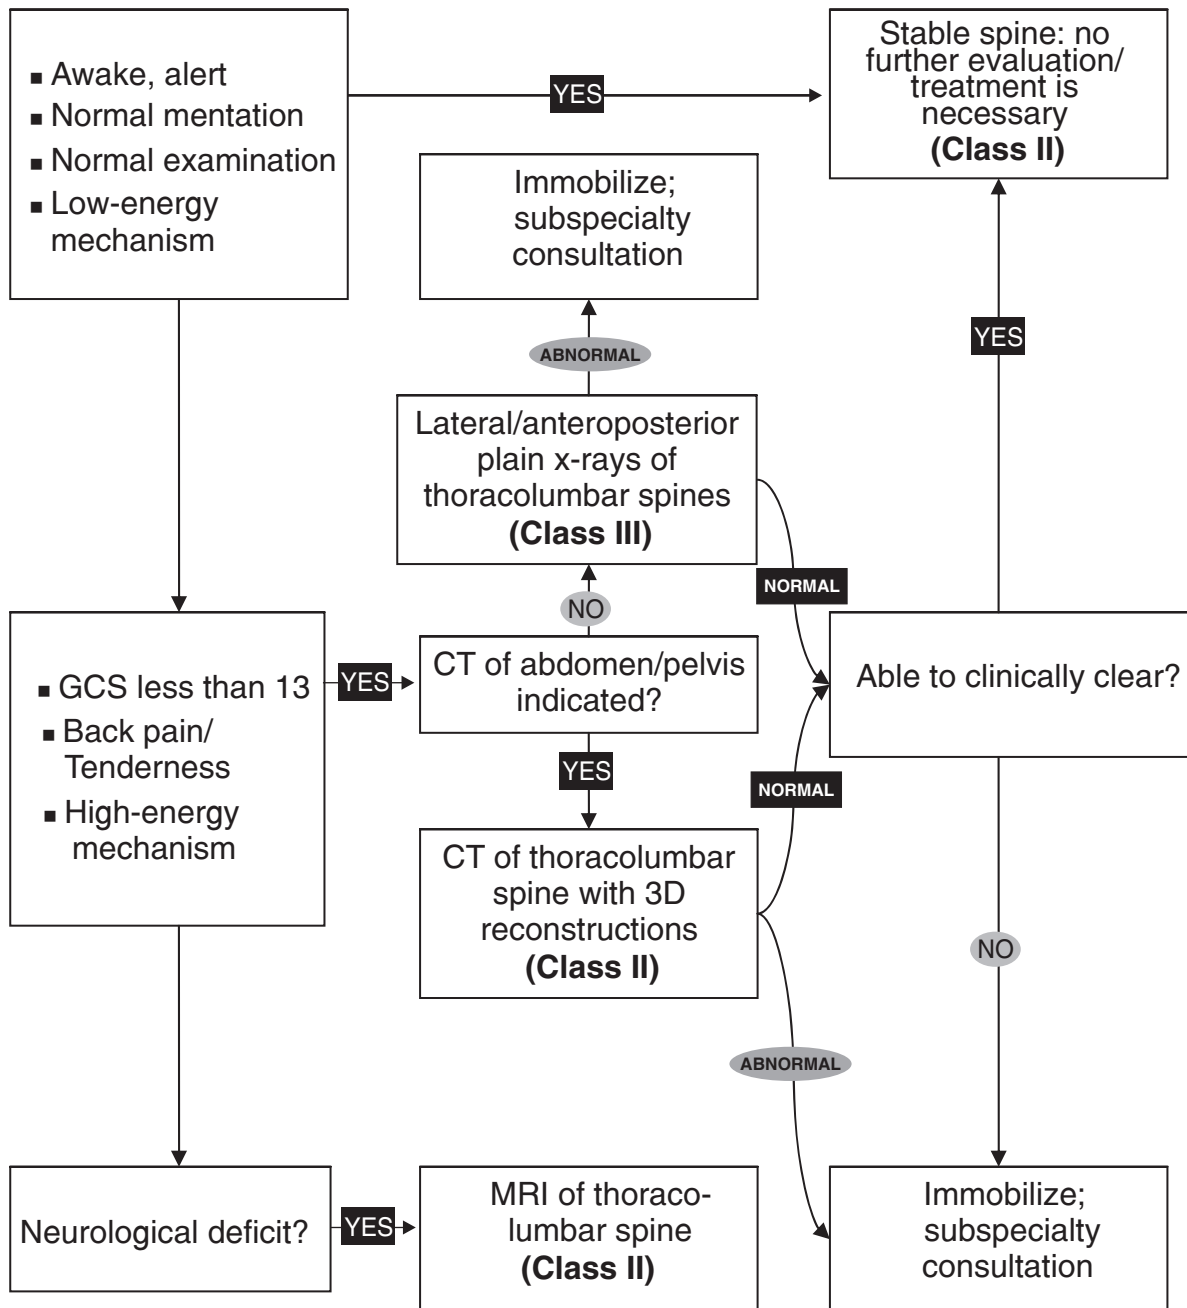 ■ Awake, alert
■ Normal mentation
■ Normal examination
■ Low-energy
mechanism
YES
Stable spine: no
further evaluation/
treatment is
necessary
(Class II)
Immobilize;
subspecialty
consultation
ABNORMAL
YES
Lateral/anteroposterior
plain x-rays of
thoracolumbar spines
(Class III)
NORMAL
NO
■ GCS less than 13
■ Back pain/
Tenderness
■ High-energy
mechanism
YES
CT of abdomen/pelvis
indicated?
Able to clinically clear?
YES
NORMAL
CT of thoracolumbar
spine with 3D
reconstructions
(Class II)
NO
ABNORMAL
Neurological deficit?
YES
MRI of thoraco-
lumbar spine
(Class II)
Immobilize;
subspecialty
consultation